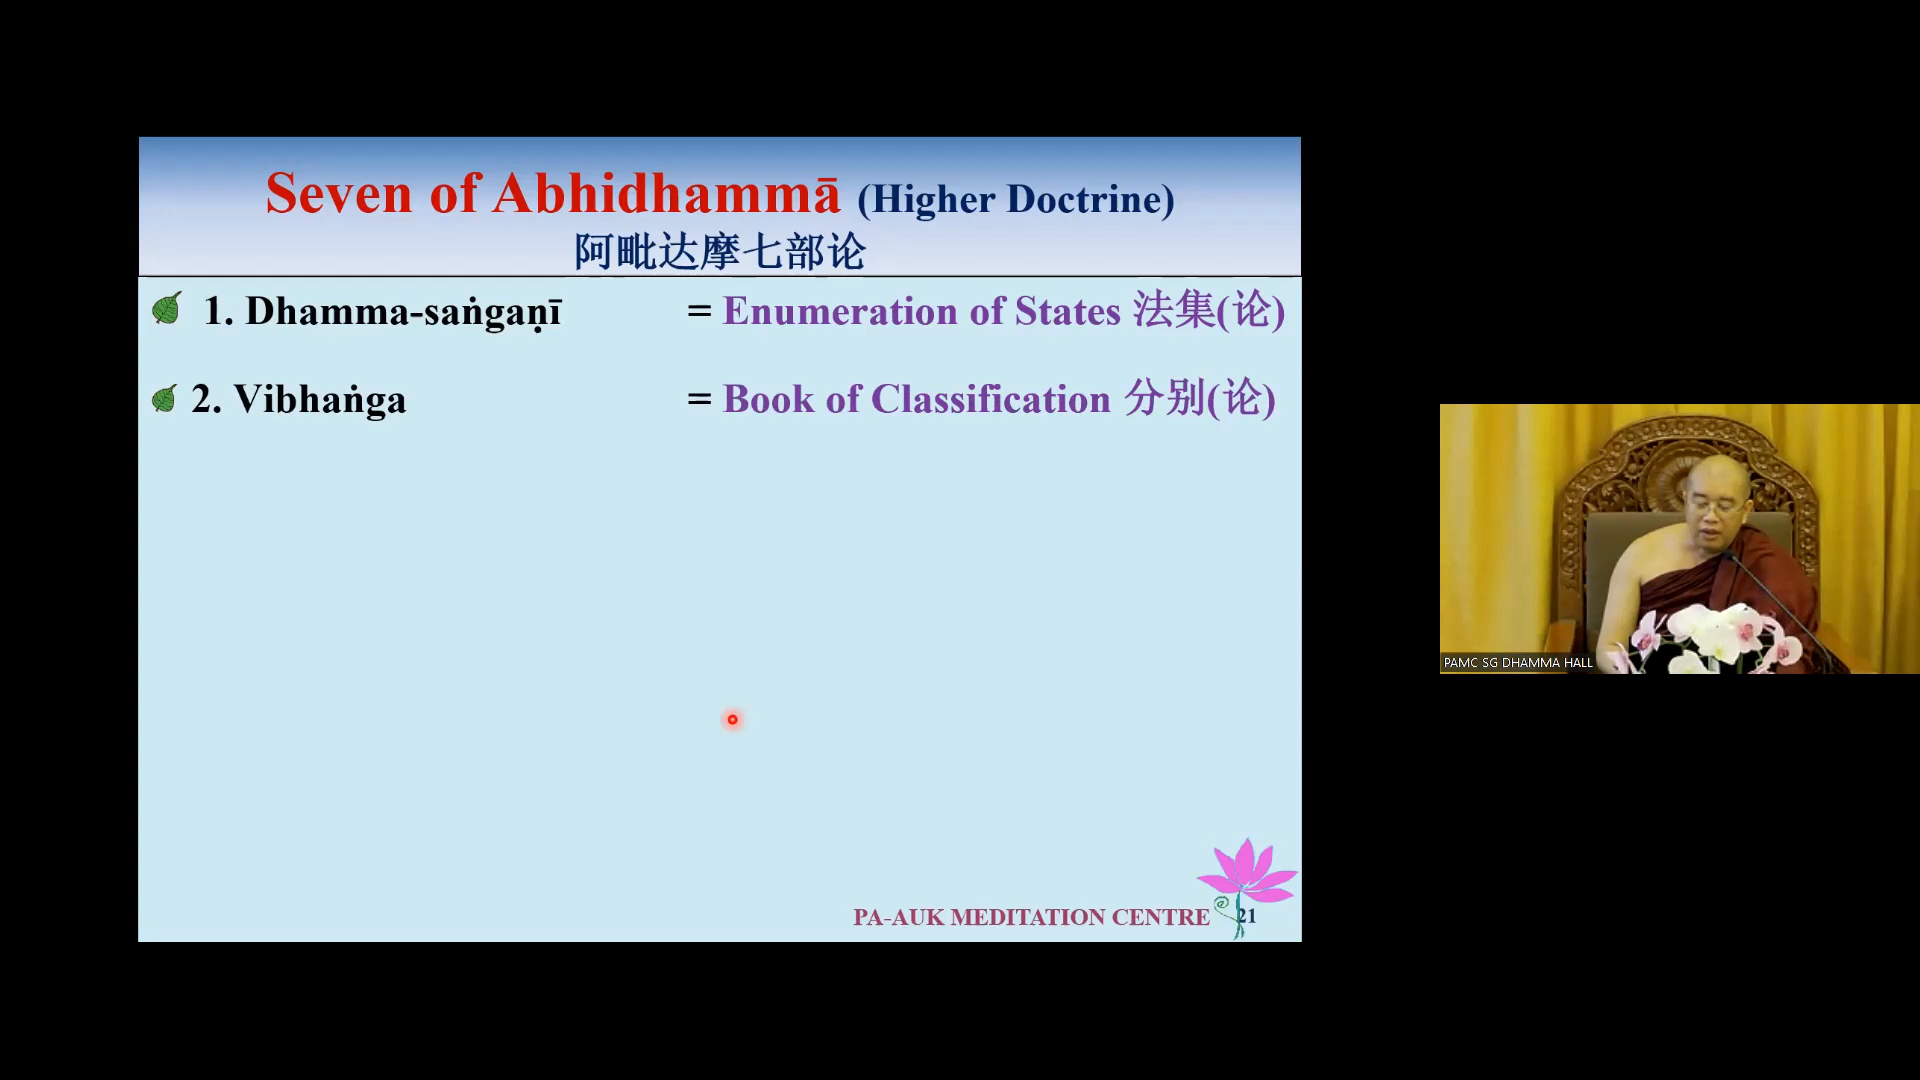 Seven of Abhidhammā (Higher Doctrine)
阿毗达摩七部论
1. Dhamma-saṅgaṇī = Enumeration of States 法集(论)
2. Vibhaṅga = Book of Classification 分别(论)
PA-AUK MEDITATION CENTRE 21
PAMC SG DHAMMA HALL